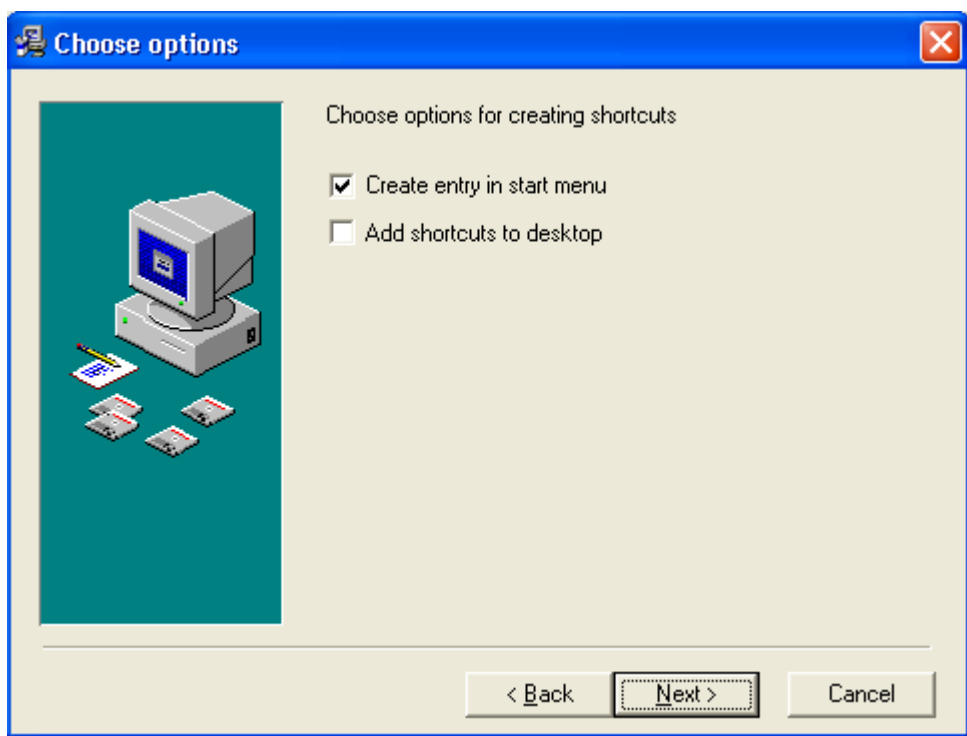 Choose options
Choose options for creating shortcuts
Create entry in start menu
Add shortcuts to desktop
< Back
Next >
Cancel